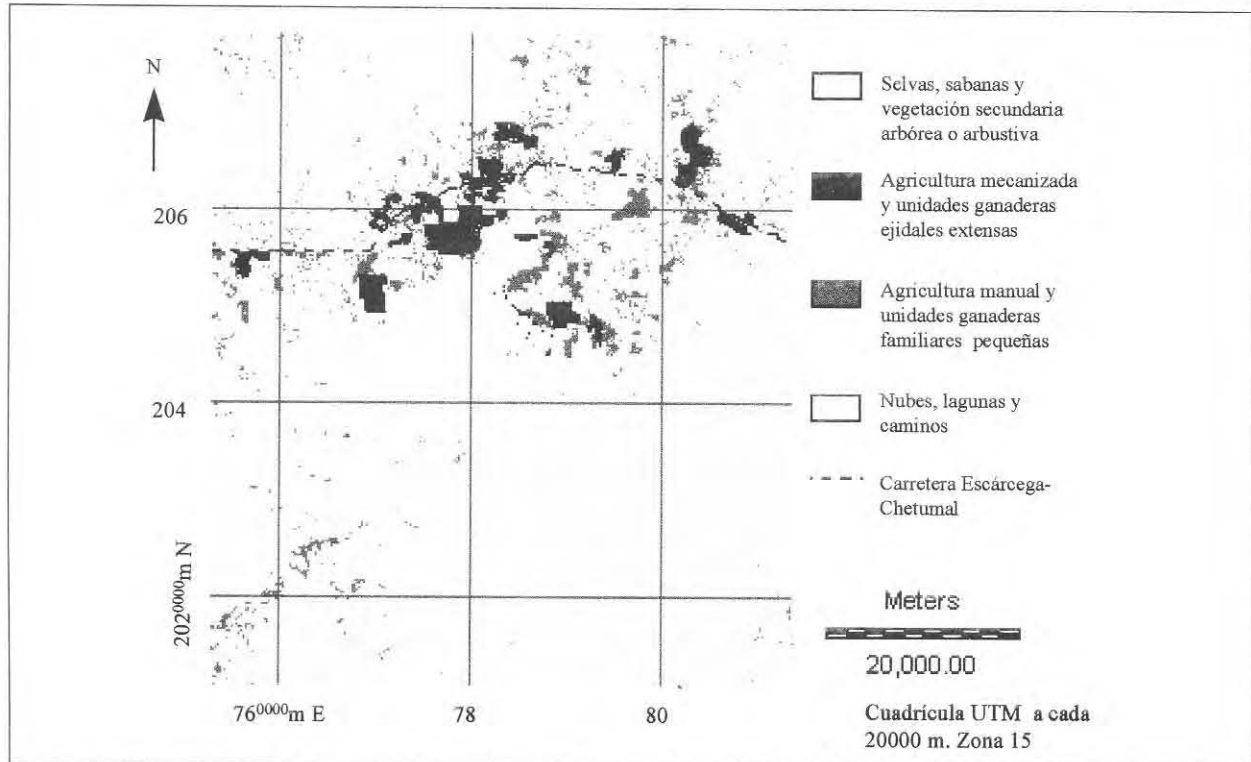 N
206
204
202⁰⁰⁰⁰m N
76⁰⁰⁰⁰m E
78
80
Selvas, sabanas y
vegetación secundaria
arbórea o arbustiva
Agricultura mecanizada
y unidades ganaderas
ejidales extensas
Agricultura manual y
unidades ganaderas
familiares pequeñas
Nubes, lagunas y
caminos
Carretera Escárcega-
Chetumal
Meters
20,000.00
Cuadrícula UTM a cada
20000 m. Zona 15